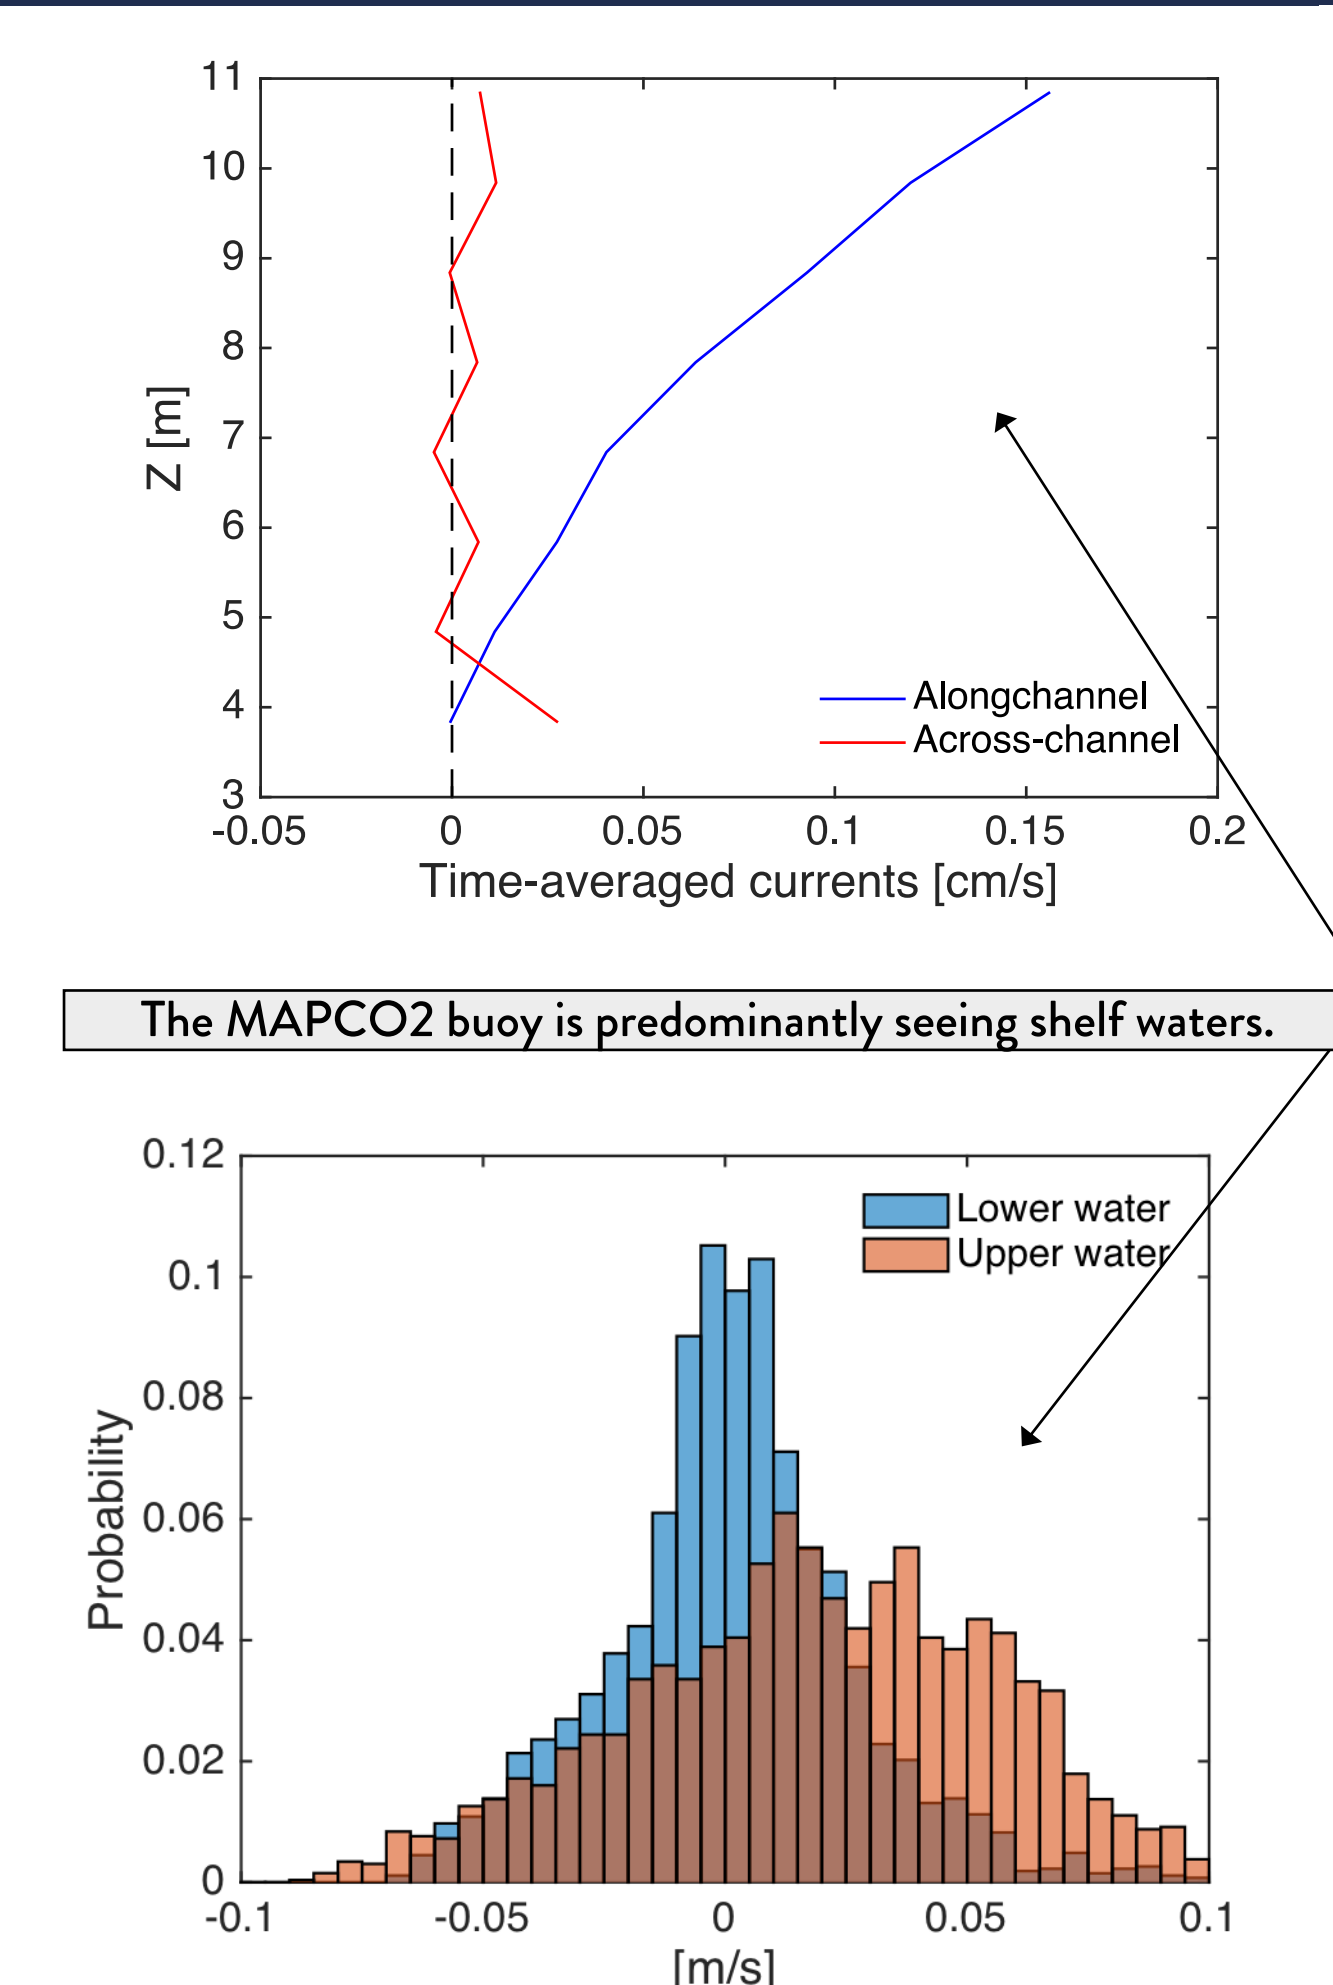 11
10
9
8
7
6
5
4
3
Z [m]
Alongchannel
Across-channel
-0.05 0 0.05 0.1 0.15 0.2
Time-averaged currents [cm/s]
The MAPCO2 buoy is predominantly seeing shelf waters.
0.12
0.1
0.08
0.06
0.04
0.02
0
Probability
Lower water
Upper water
-0.1 -0.05 0 0.05 0.1
[m/s]